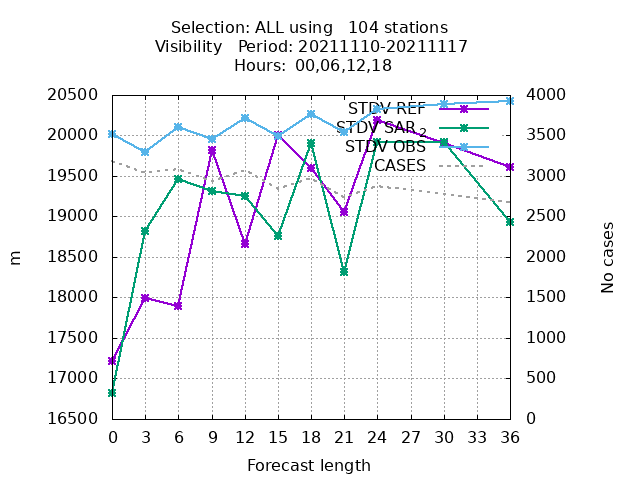 Selection: ALL using   104 stations
Visibility   Period: 20211110-20211117
Hours:  00,06,12,18
STDV REF
STDV SAR_2
STDV OBS
CASES
20500
20000
19500
19000
18500
18000
17500
17000
16500
4000
3500
3000
2500
2000
1500
1000
500
0
m
No cases
0 3 6 9 12 15 18 21 24 27 30 33 36
Forecast length